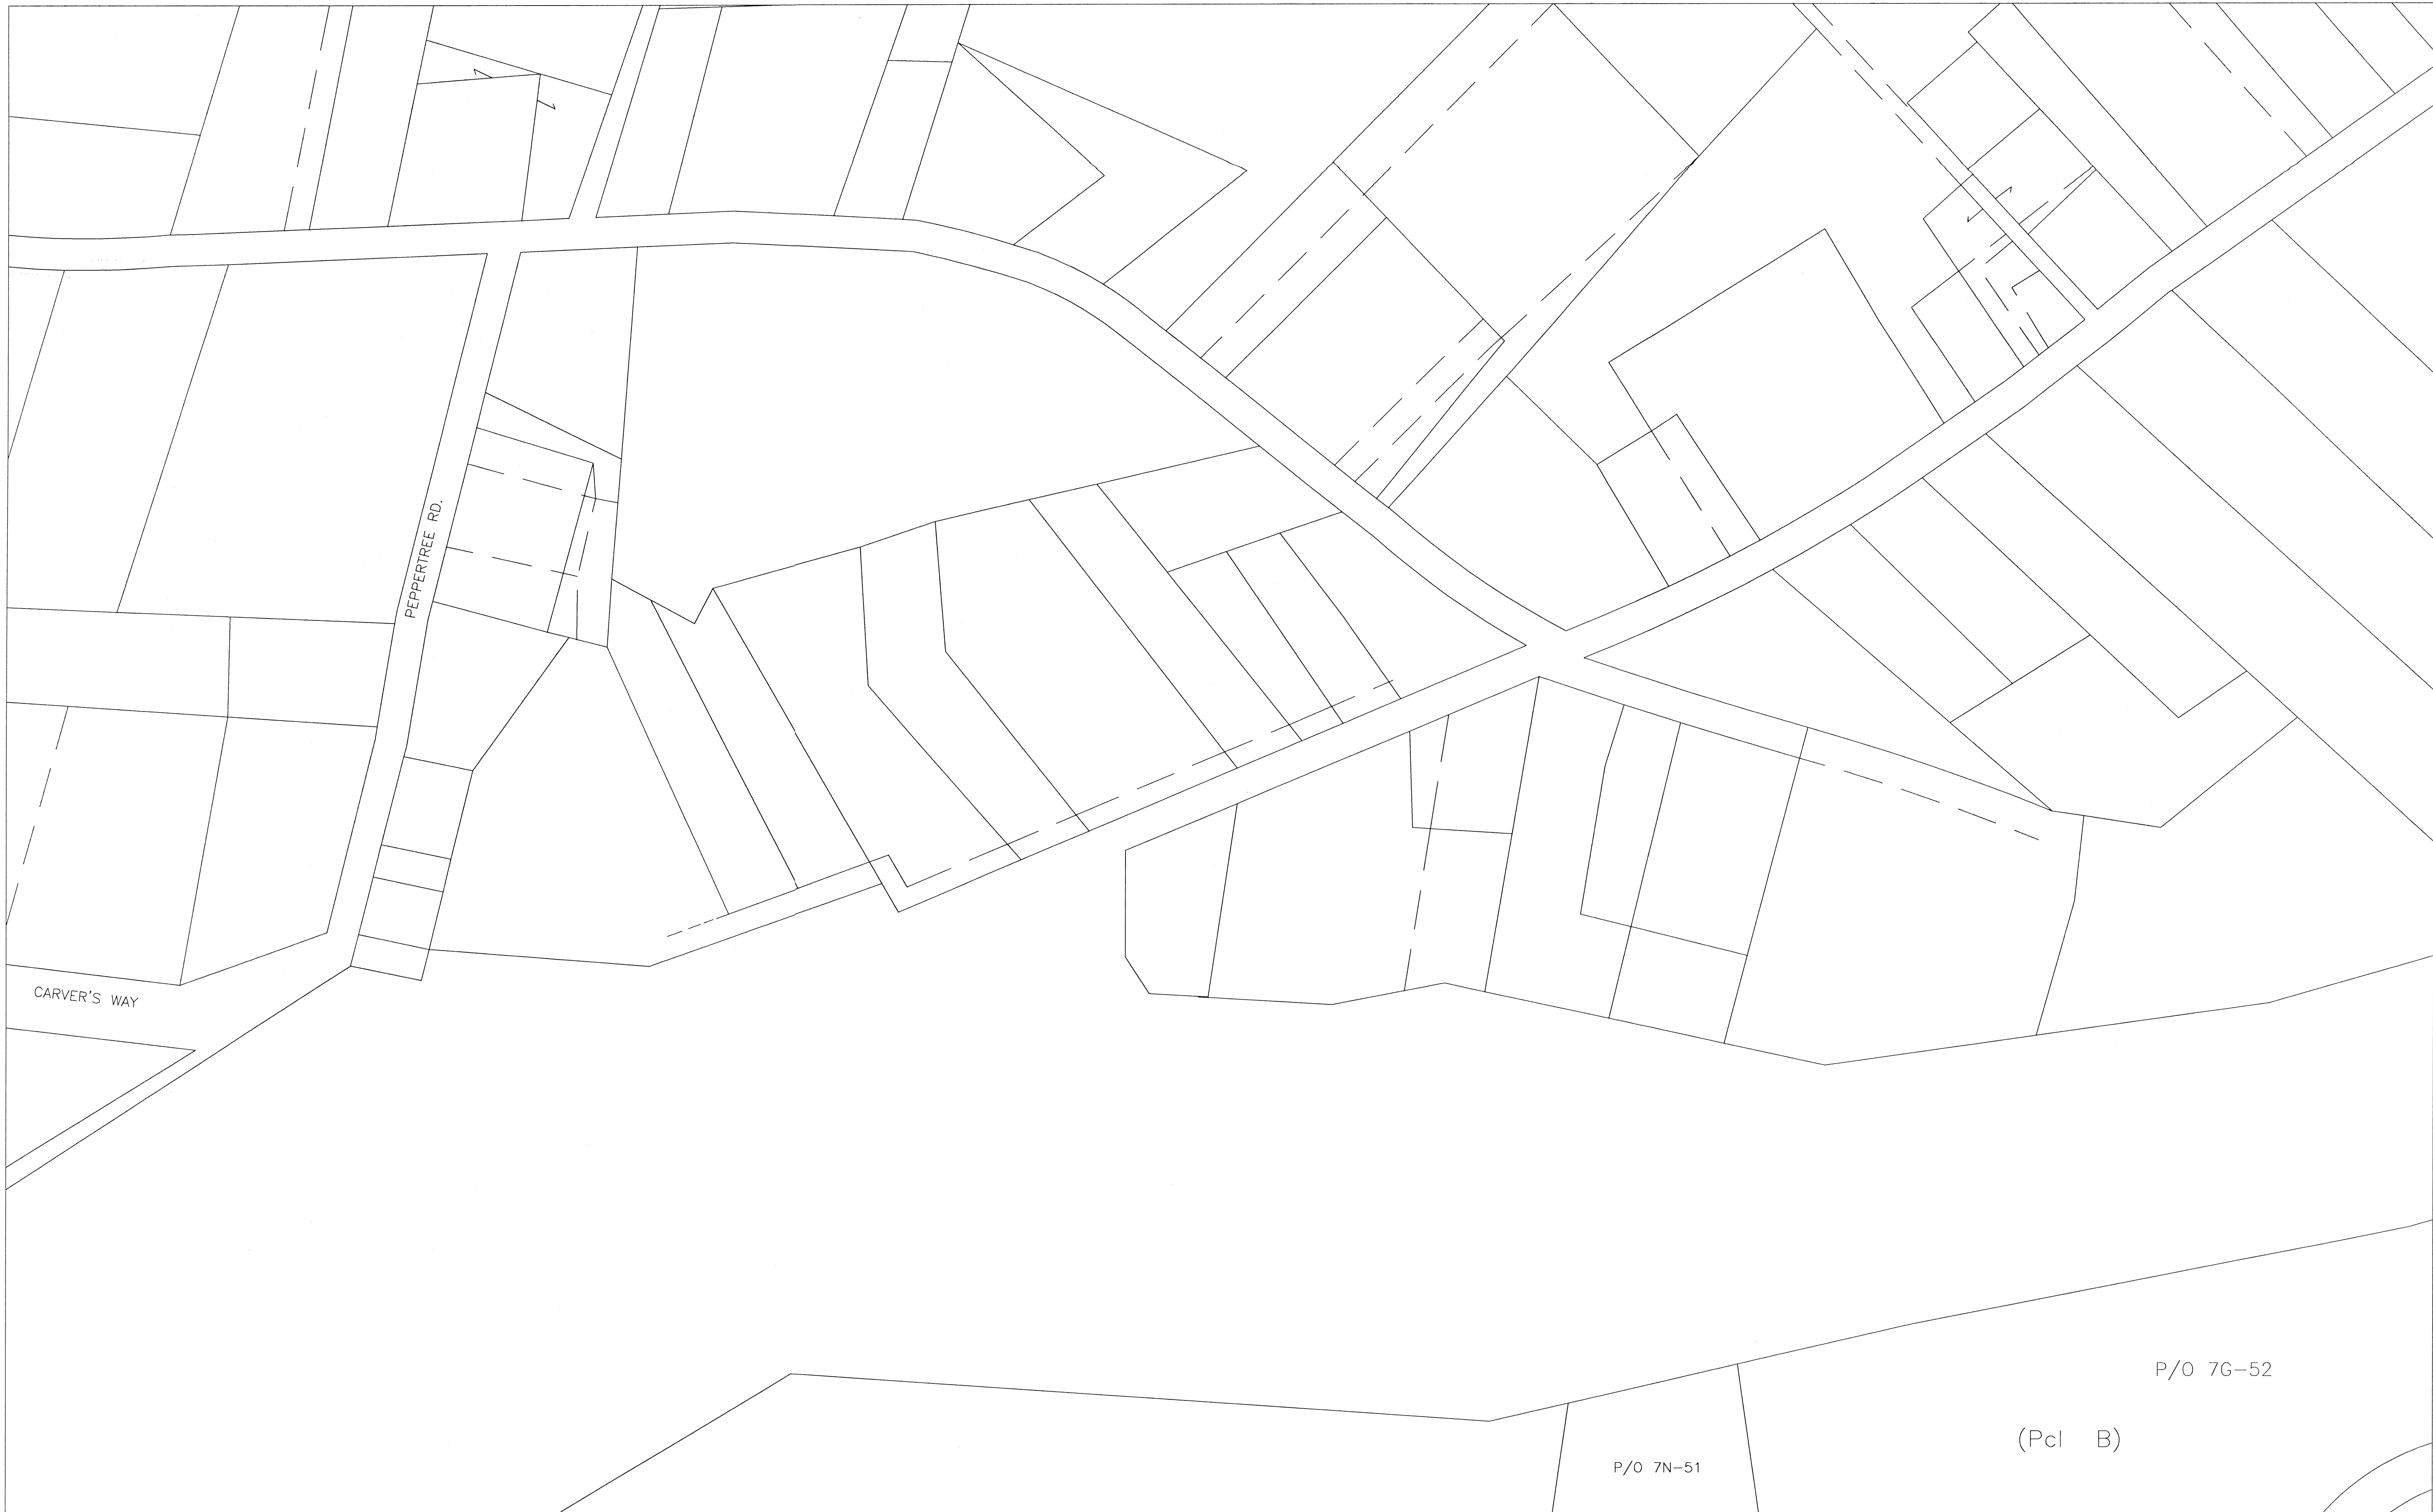 PEPPERTREE RD.
CARVER'S WAY
P/O 7G-52
(Pcl B)
P/O 7N-51